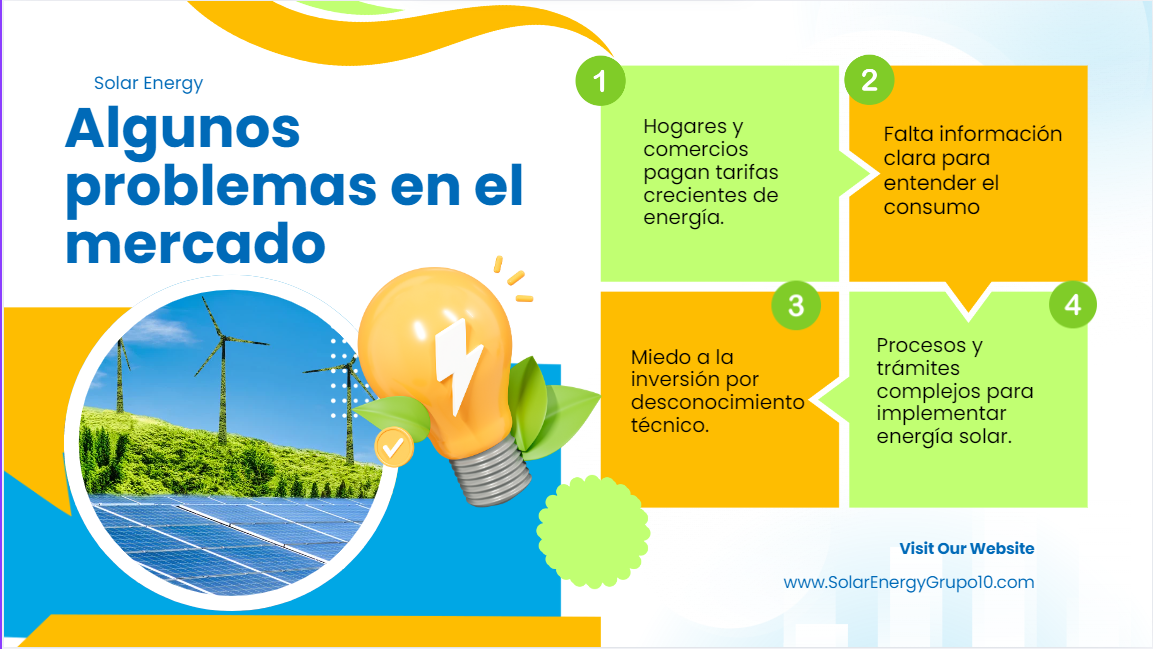 Solar Energy
Algunos
problemas en el
mercado
1
Hogares y
comercios
pagan tarifas
crecientes de
energía.
2
Falta información
clara para
entender el
consumo
3
Miedo a la
inversión por
desconocimiento
técnico.
4
Procesos y
trámites
complejos para
implementar
energía solar.
Visit Our Website
www.SolarEnergyGrupo10.com